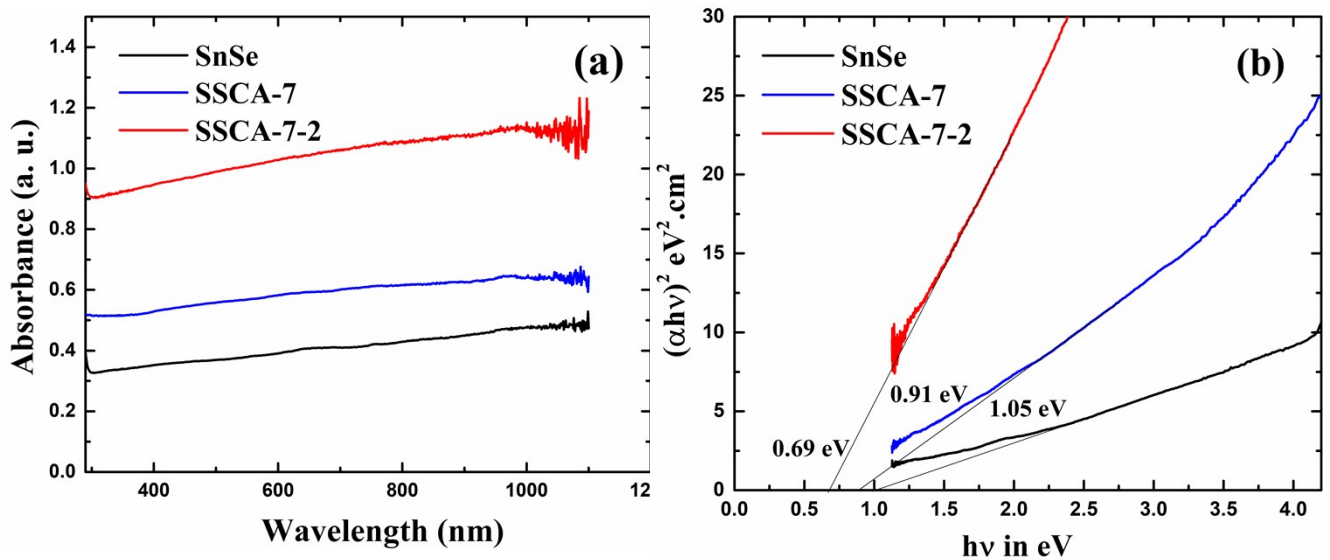 SnSe
SSCA-7
SSCA-7-2
(a)
1.4
1.2
1.0
0.8
0.6
0.4
0.2
0.0
Absorbance (a. u.)
400
600
800
1000
12
Wavelength (nm)
SnSe
SSCA-7
SSCA-7-2
(b)
30
25
20
15
10
5
0
(αhν)² eV².cm²
0.69 eV
0.91 eV
1.05 eV
0.0
0.5
1.0
1.5
2.0
2.5
3.0
3.5
4.0
hν in eV